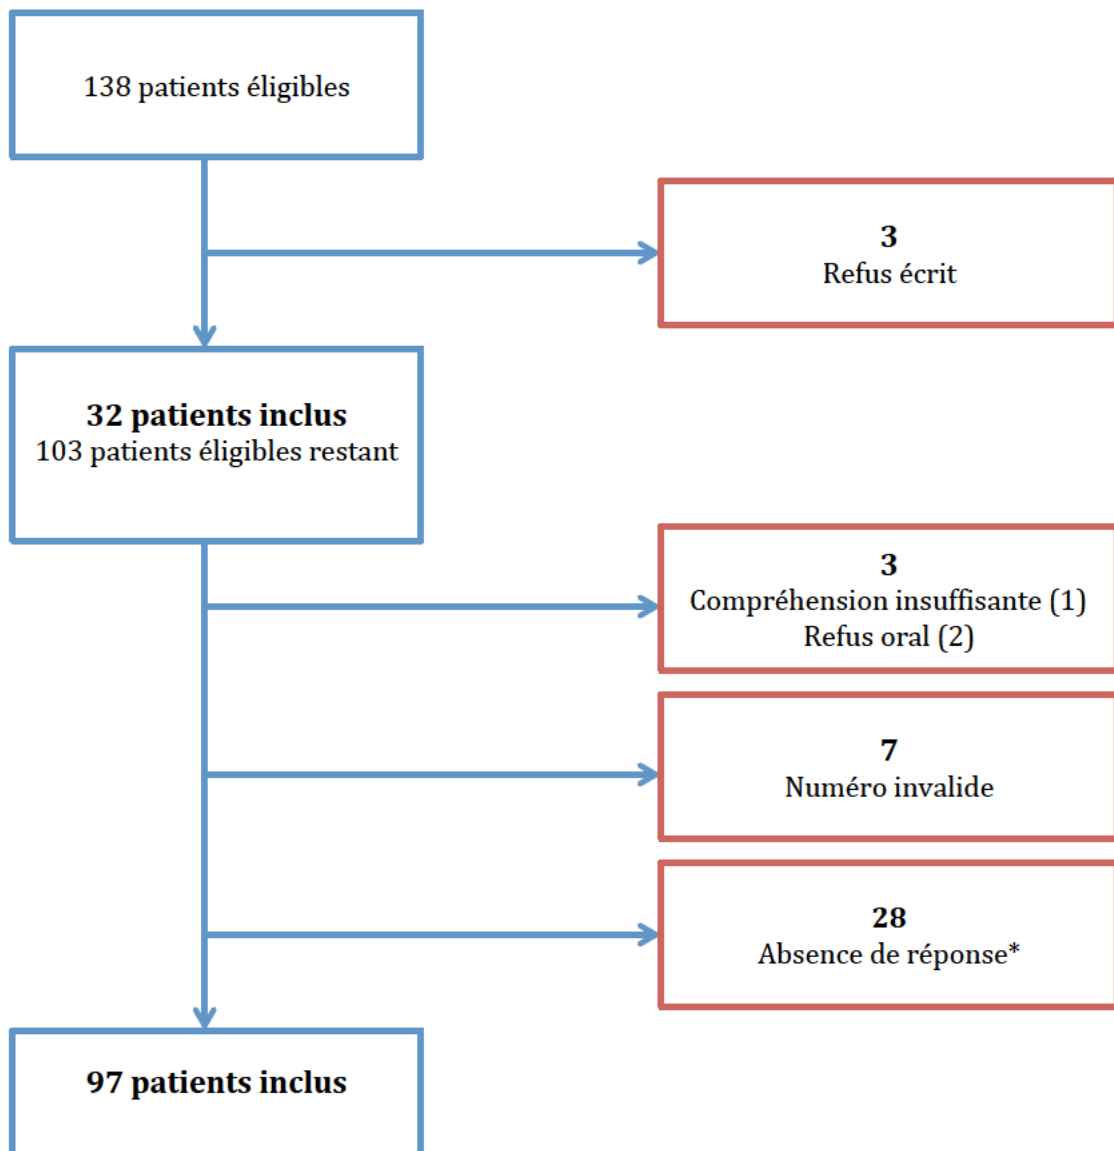 138 patients éligibles
3
Refus écrit
32 patients inclus
103 patients éligibles restant
3
Compréhension insuffisante (1)
Refus oral (2)
7
Numéro invalide
28
Absence de réponse*
97 patients inclus